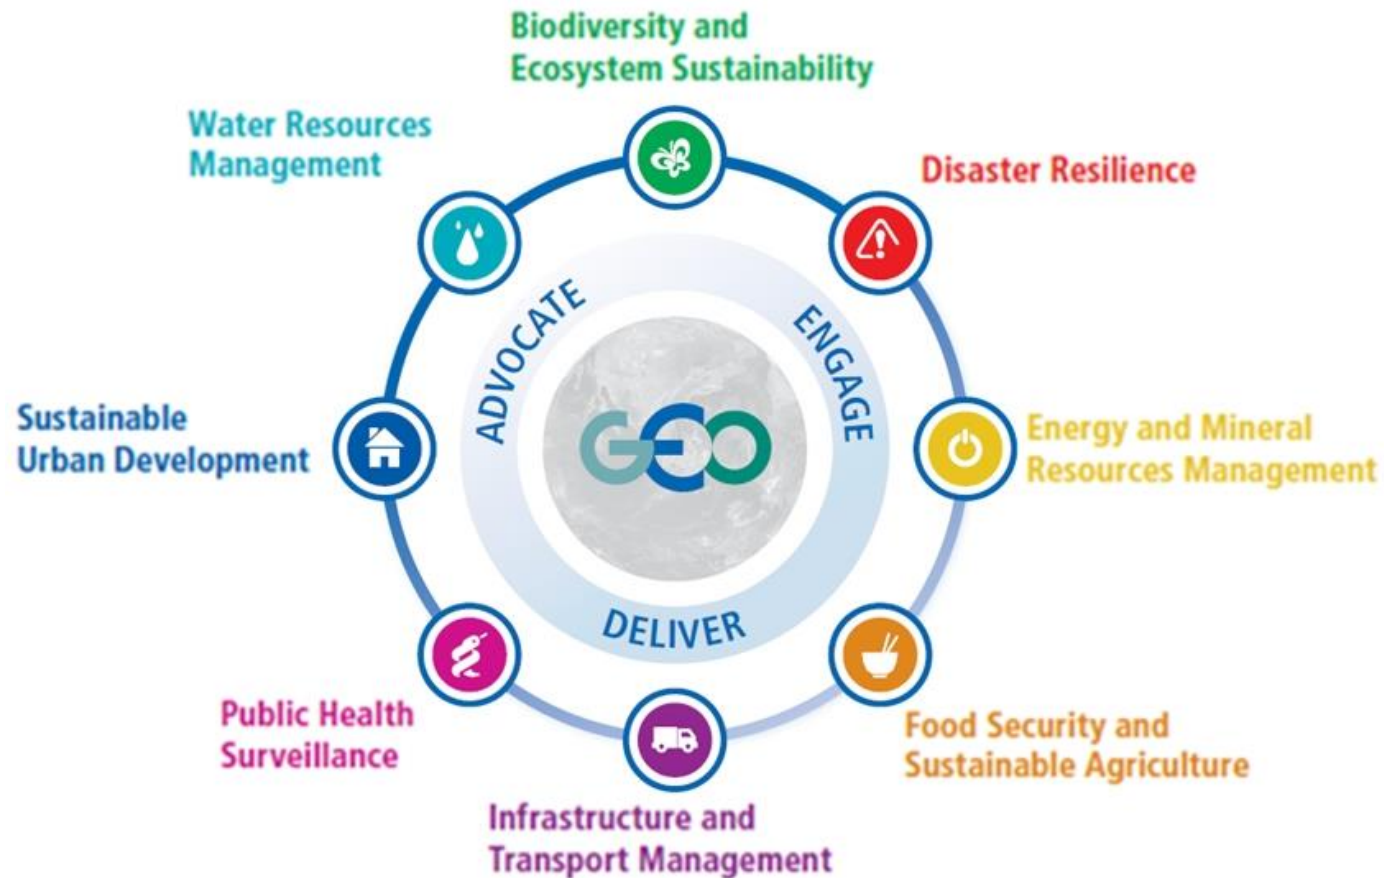 Biodiversity and
Ecosystem Sustainability
Water Resources
Management
Disaster Resilience
ADVOCATE
ENGAGE
GEO
Sustainable
Urban Development
Energy and Mineral
Resources Management
DELIVER
Public Health
Surveillance
Food Security and
Sustainable Agriculture
Infrastructure and
Transport Management